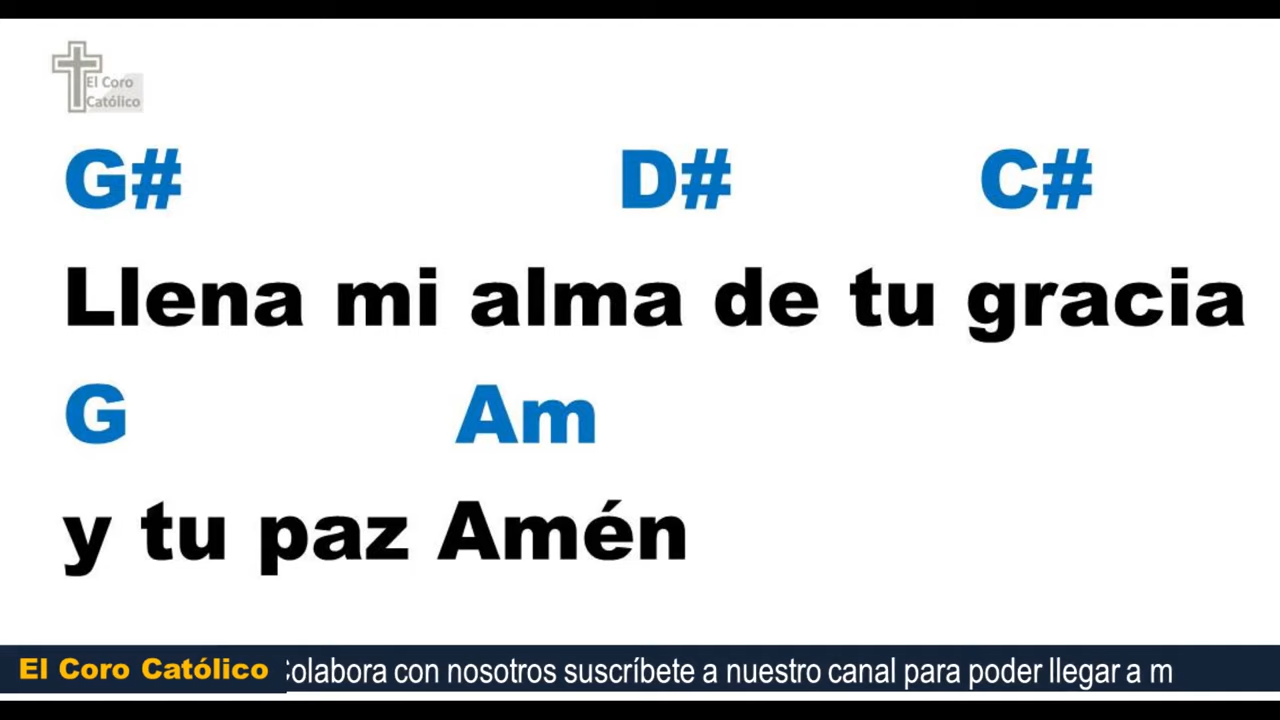 El Coro
Católico
G# D# C#
Llena mi alma de tu gracia
G Am
y tu paz Amén
El Coro Católico
Colabora con nosotros suscríbete a nuestro canal para poder llegar a m